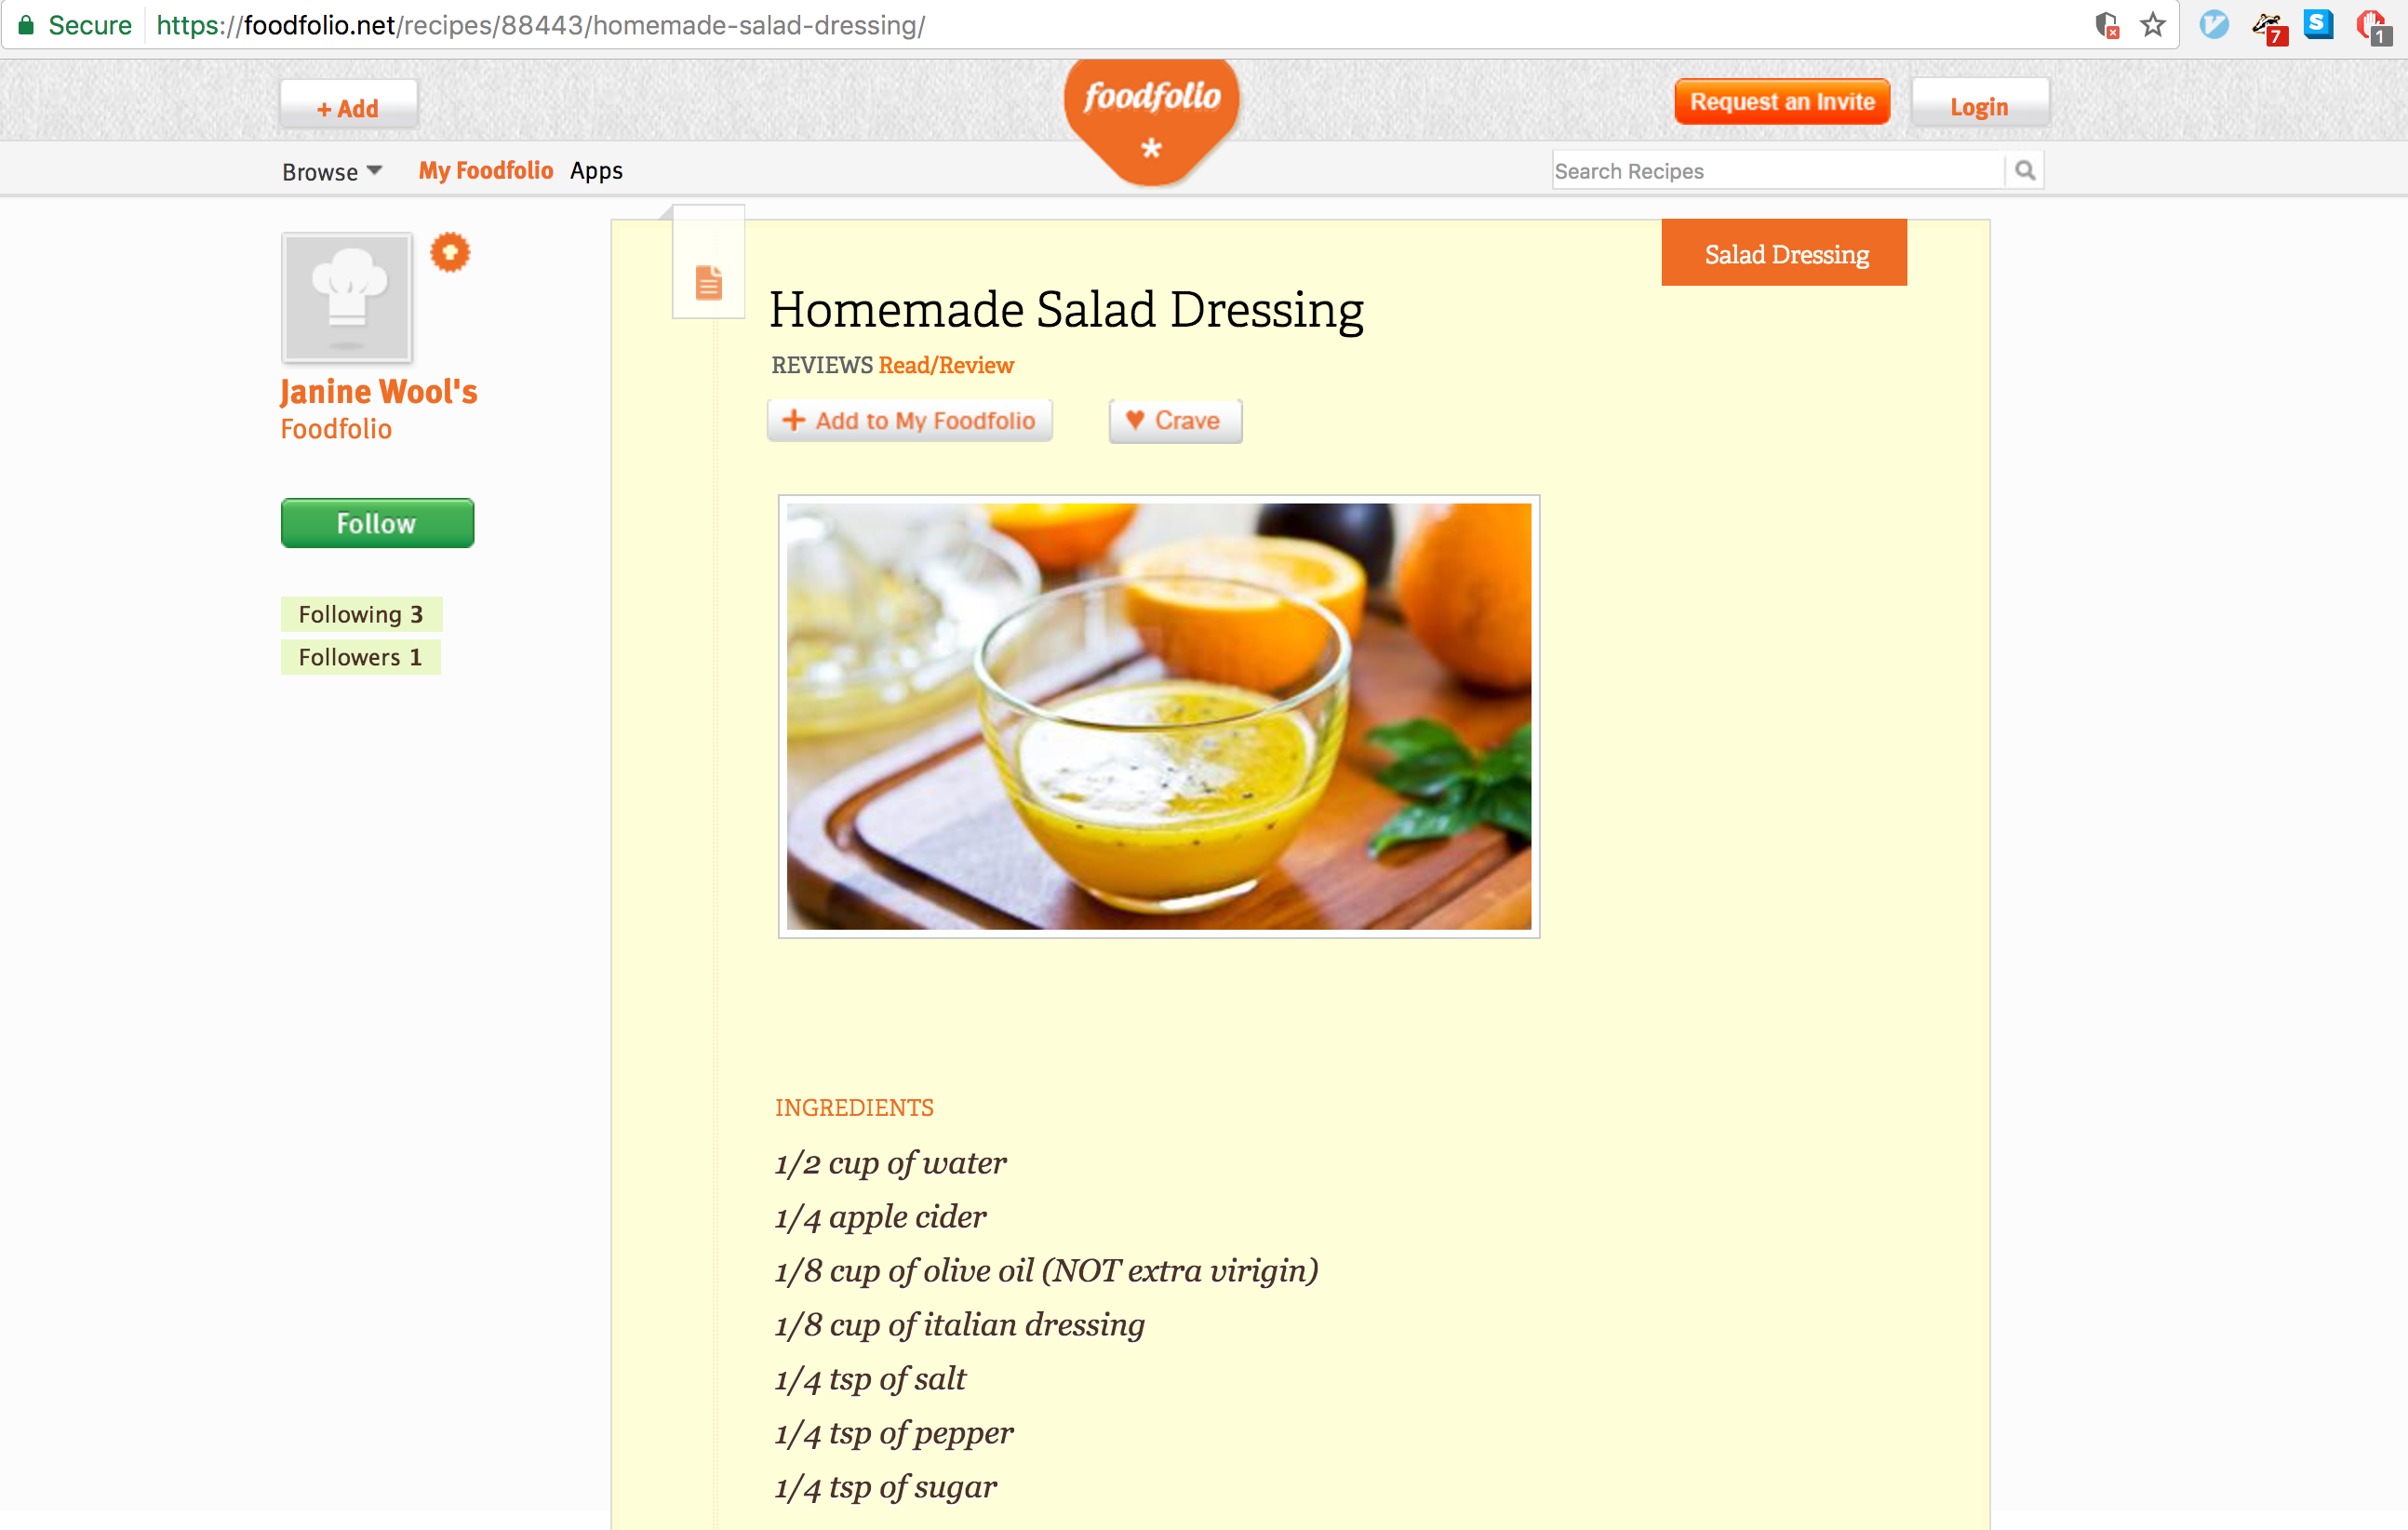 Secure https://foodfolio.net/recipes/88443/homemade-salad-dressing/
7
S
1
+ Add
foodfolio
*
Request an Invite
Login
Browse
My Foodfolio
Apps
Search Recipes
Janine Wool's
Foodfolio
Follow
Following 3
Followers 1
Salad Dressing
Homemade Salad Dressing
REVIEWS Read/Review
+ Add to My Foodfolio
Crave
INGREDIENTS
1/2 cup of water
1/4 apple cider
1/8 cup of olive oil (NOT extra virigin)
1/8 cup of italian dressing
1/4 tsp of salt
1/4 tsp of pepper
1/4 tsp of sugar